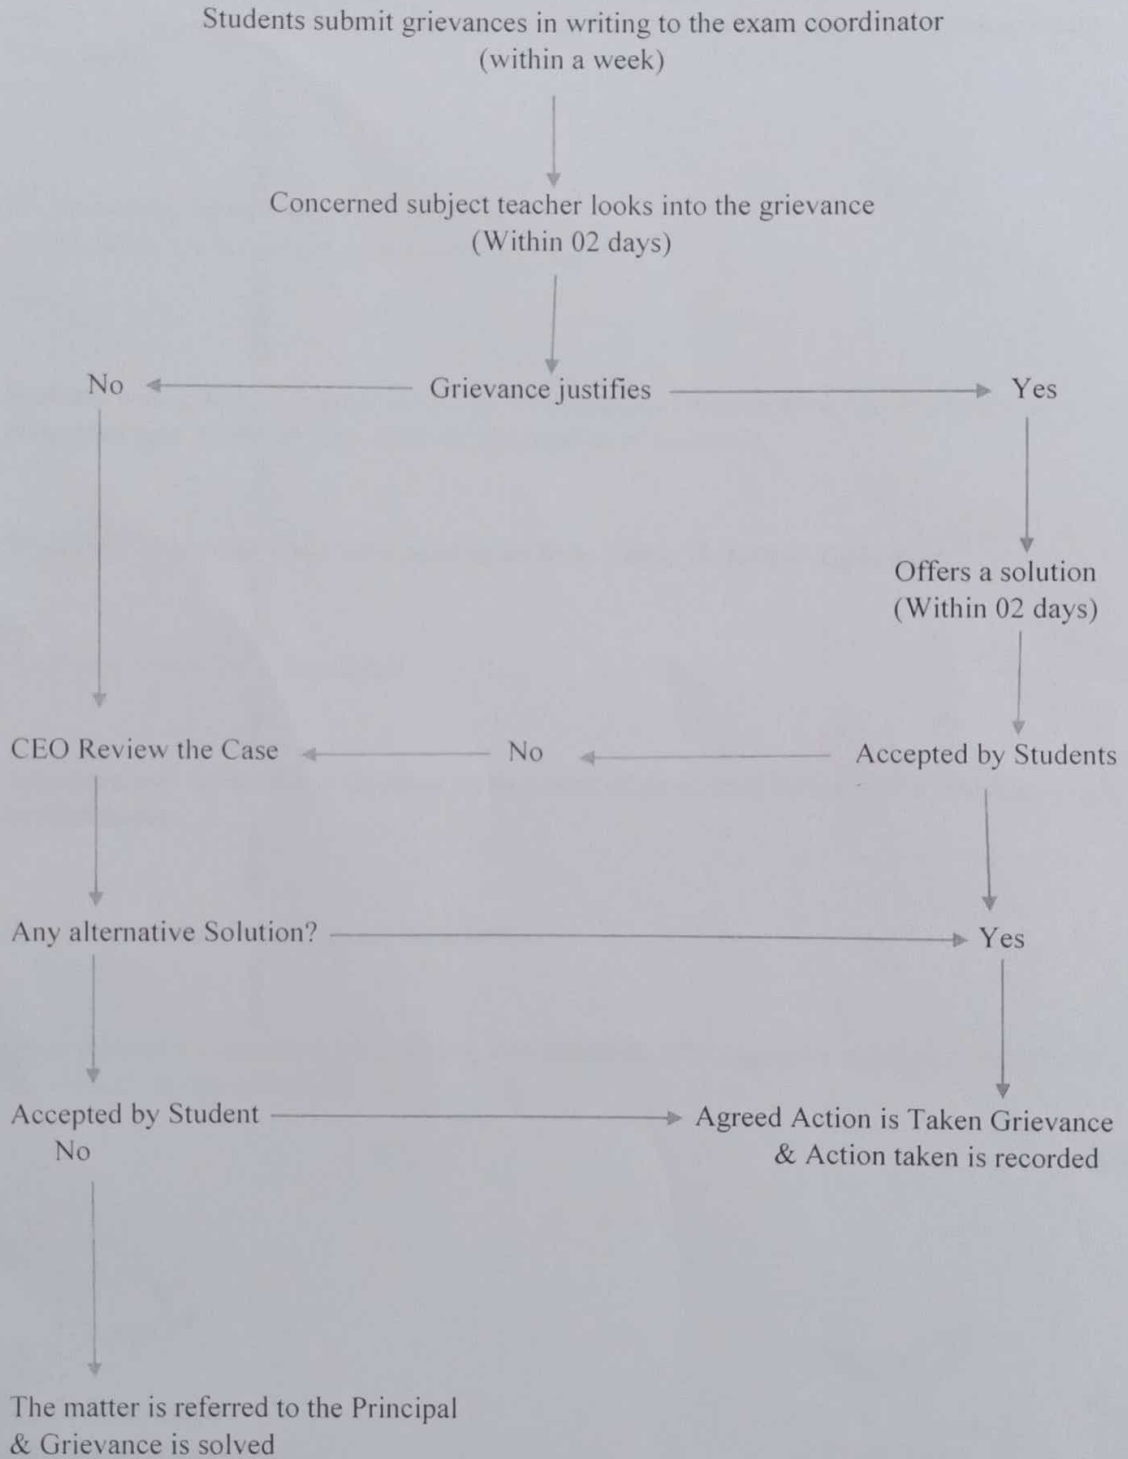 Students submit grievances in writing to the exam coordinator
(within a week)
Concerned subject teacher looks into the grievance
(Within 02 days)
No
Grievance justifies
Yes
Offers a solution
(Within 02 days)
CEO Review the Case
No
Accepted by Students
Any alternative Solution?
Yes
Accepted by Student
No
Agreed Action is Taken Grievance
& Action taken is recorded
The matter is referred to the Principal
& Grievance is solved